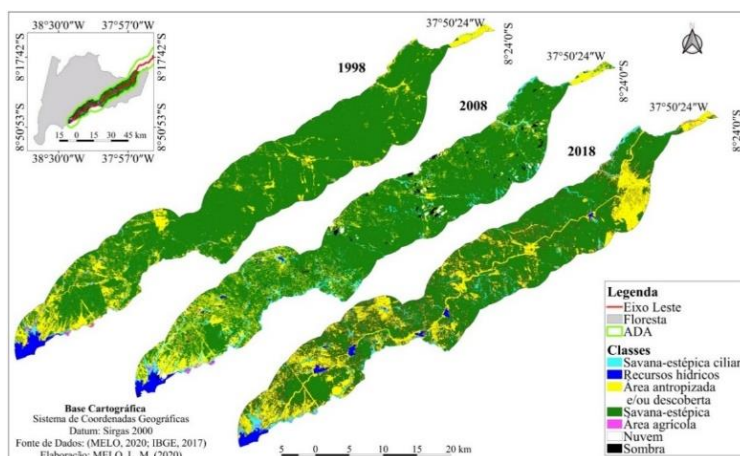 38°30'0"W 37°57'0"W
8°17'42"S
8°50'53"S
8°17'42"S
8°50'53"S
15 0 15 30 45 km
38°30'0"W 37°57'0"W
1998
37°50'24"W
8°24'0"S
2008
37°50'24"W
8°24'0"S
2018
37°50'24"W
8°24'0"S
Legenda
Eixo Leste
Floresta
ADA
Classes
Savana-estépica ciliar
Recursos hídricos
Área antropizada
e/ou descoberta
Savana-estépica
Área agrícola
Nuvem
Sombra
Base Cartográfica
Sistema de Coordenadas Geográficas
Datum: Sirgas 2000
Fonte de Dados: (MELO, 2020; IBGE, 2017)
Elaboração: MELO, L. M. (2020)
5 0 5 10 15 20 km